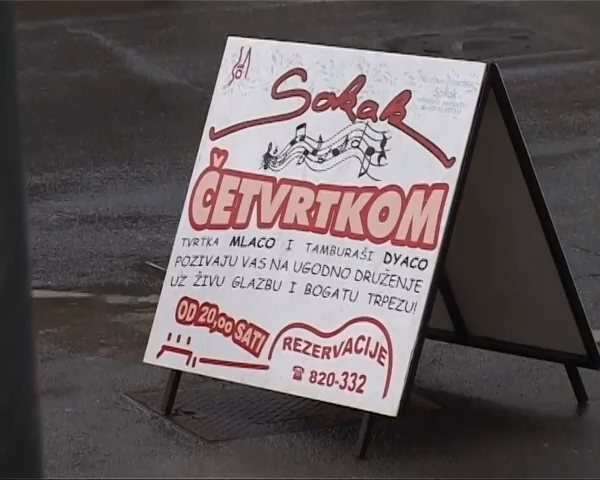 Sokak
Sokak
ČETVRTKOM
TVRTKA MLACO I TAMBURAŠI DYACO
POZIVAJU VAS NA UGODNO DRUŽENJE
UZ ŽIVU GLAZBU I BOGATU TRPEZU!
OD 20,00 SATI
REZERVACIJE
☎ 820-332